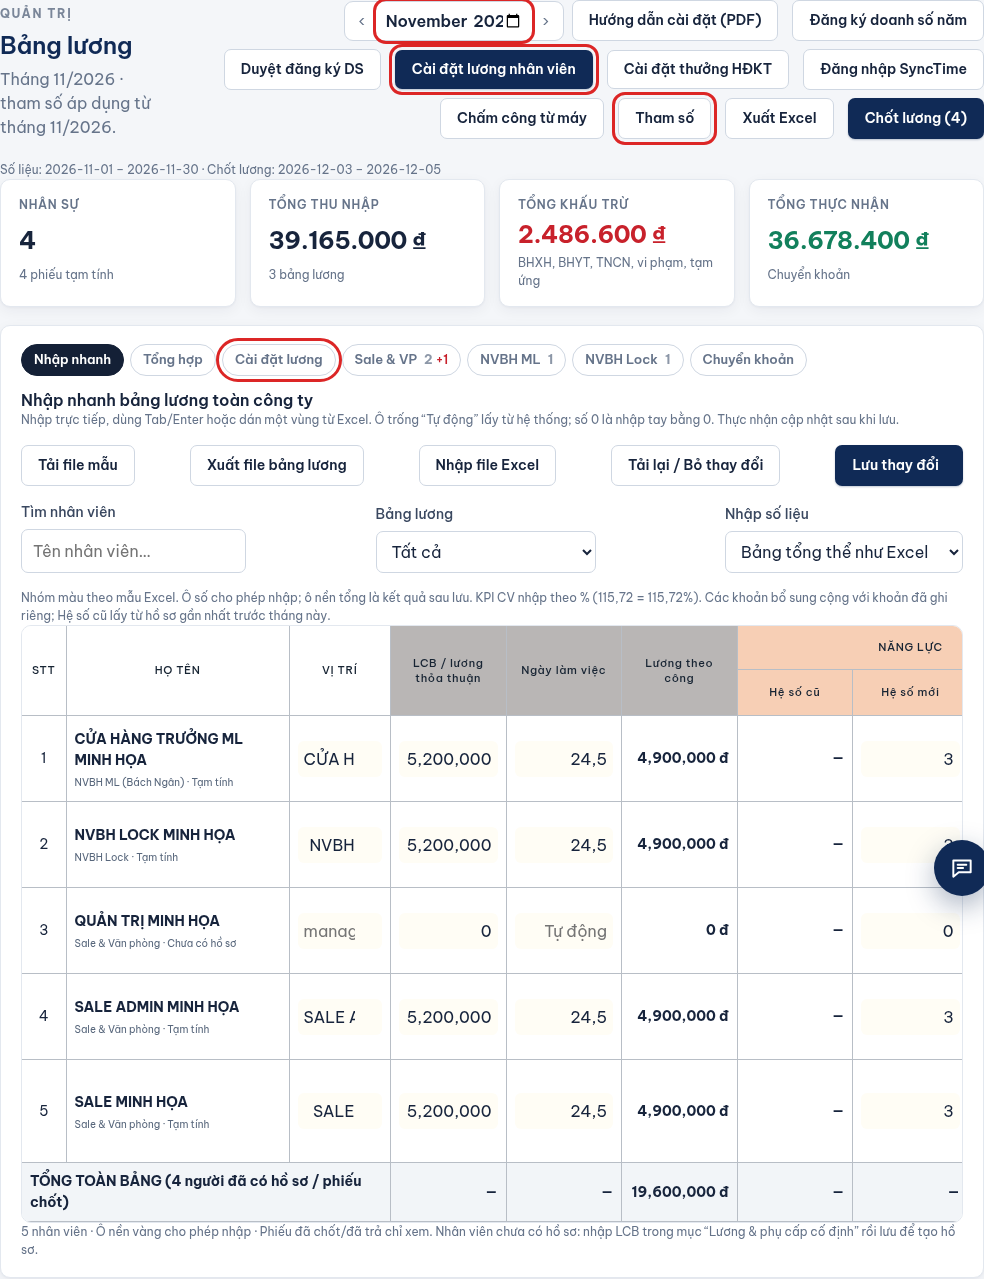 QUẢN TRỊ
Bảng lương
Tháng 11/2026 ·
tham số áp dụng từ
tháng 11/2026.
‹ November 202 ›
Hướng dẫn cài đặt (PDF)
Đăng ký doanh số năm
Duyệt đăng ký DS
Cài đặt lương nhân viên
Cài đặt thưởng HĐKT
Đăng nhập SyncTime
Chấm công từ máy
Tham số
Xuất Excel
Chốt lương (4)
Số liệu: 2026-11-01 – 2026-11-30 · Chốt lương: 2026-12-03 – 2026-12-05
NHÂN SỰ
4
4 phiếu tạm tính
TỔNG THU NHẬP
39.165.000 ₫
3 bảng lương
TỔNG KHẤU TRỪ
2.486.600 ₫
BHXH, BHYT, TNCN, vi phạm, tạm
ứng
TỔNG THỰC NHẬN
36.678.400 ₫
Chuyển khoản
Nhập nhanh
Tổng hợp
Cài đặt lương
Sale & VP 2 +1
NVBH ML 1
NVBH Lock 1
Chuyển khoản
Nhập nhanh bảng lương toàn công ty
Nhập trực tiếp, dùng Tab/Enter hoặc dán một vùng từ Excel. Ô trống “Tự động” lấy từ hệ thống; số 0 là nhập tay bằng 0. Thực nhận cập nhật sau khi lưu.
Tải file mẫu
Xuất file bảng lương
Nhập file Excel
Tải lại / Bỏ thay đổi
Lưu thay đổi
Tìm nhân viên
Tên nhân viên...
Bảng lương
Tất cả
Nhập số liệu
Bảng tổng thể như Excel
Nhóm màu theo mẫu Excel. Ô số cho phép nhập; ô nền tổng là kết quả sau lưu. KPI CV nhập theo % (115,72 = 115,72%). Các khoản bổ sung cộng với khoản đã ghi
riêng; Hệ số cũ lấy từ hồ sơ gần nhất trước tháng này.
STT
HỌ TÊN
VỊ TRÍ
LCB / lương
thỏa thuận
Ngày làm việc
Lương theo
công
NĂNG LỰC
Hệ số cũ
Hệ số mới
1
CỬA HÀNG TRƯỞNG ML
MINH HỌA
NVBH ML (Bách Ngân) · Tạm tính
CỬA H
5,200,000
24,5
4,900,000 đ
–
3
2
NVBH LOCK MINH HỌA
NVBH Lock · Tạm tính
NVBH
5,200,000
24,5
4,900,000 đ
–
3
QUẢN TRỊ MINH HỌA
Sale & Văn phòng · Chưa có hồ sơ
manag
0
Tự động
0 đ
–
0
4
SALE ADMIN MINH HỌA
Sale & Văn phòng · Tạm tính
SALE A
5,200,000
24,5
4,900,000 đ
–
3
5
SALE MINH HỌA
Sale & Văn phòng · Tạm tính
SALE
5,200,000
24,5
4,900,000 đ
–
3
TỔNG TOÀN BẢNG (4 người đã có hồ sơ / phiếu
chốt)
–
–
19,600,000 đ
–
–
5 nhân viên · Ô nền vàng cho phép nhập · Phiếu đã chốt/đã trả chỉ xem. Nhân viên chưa có hồ sơ: nhập LCB trong mục “Lương & phụ cấp cố định” rồi lưu để tạo hồ
sơ.